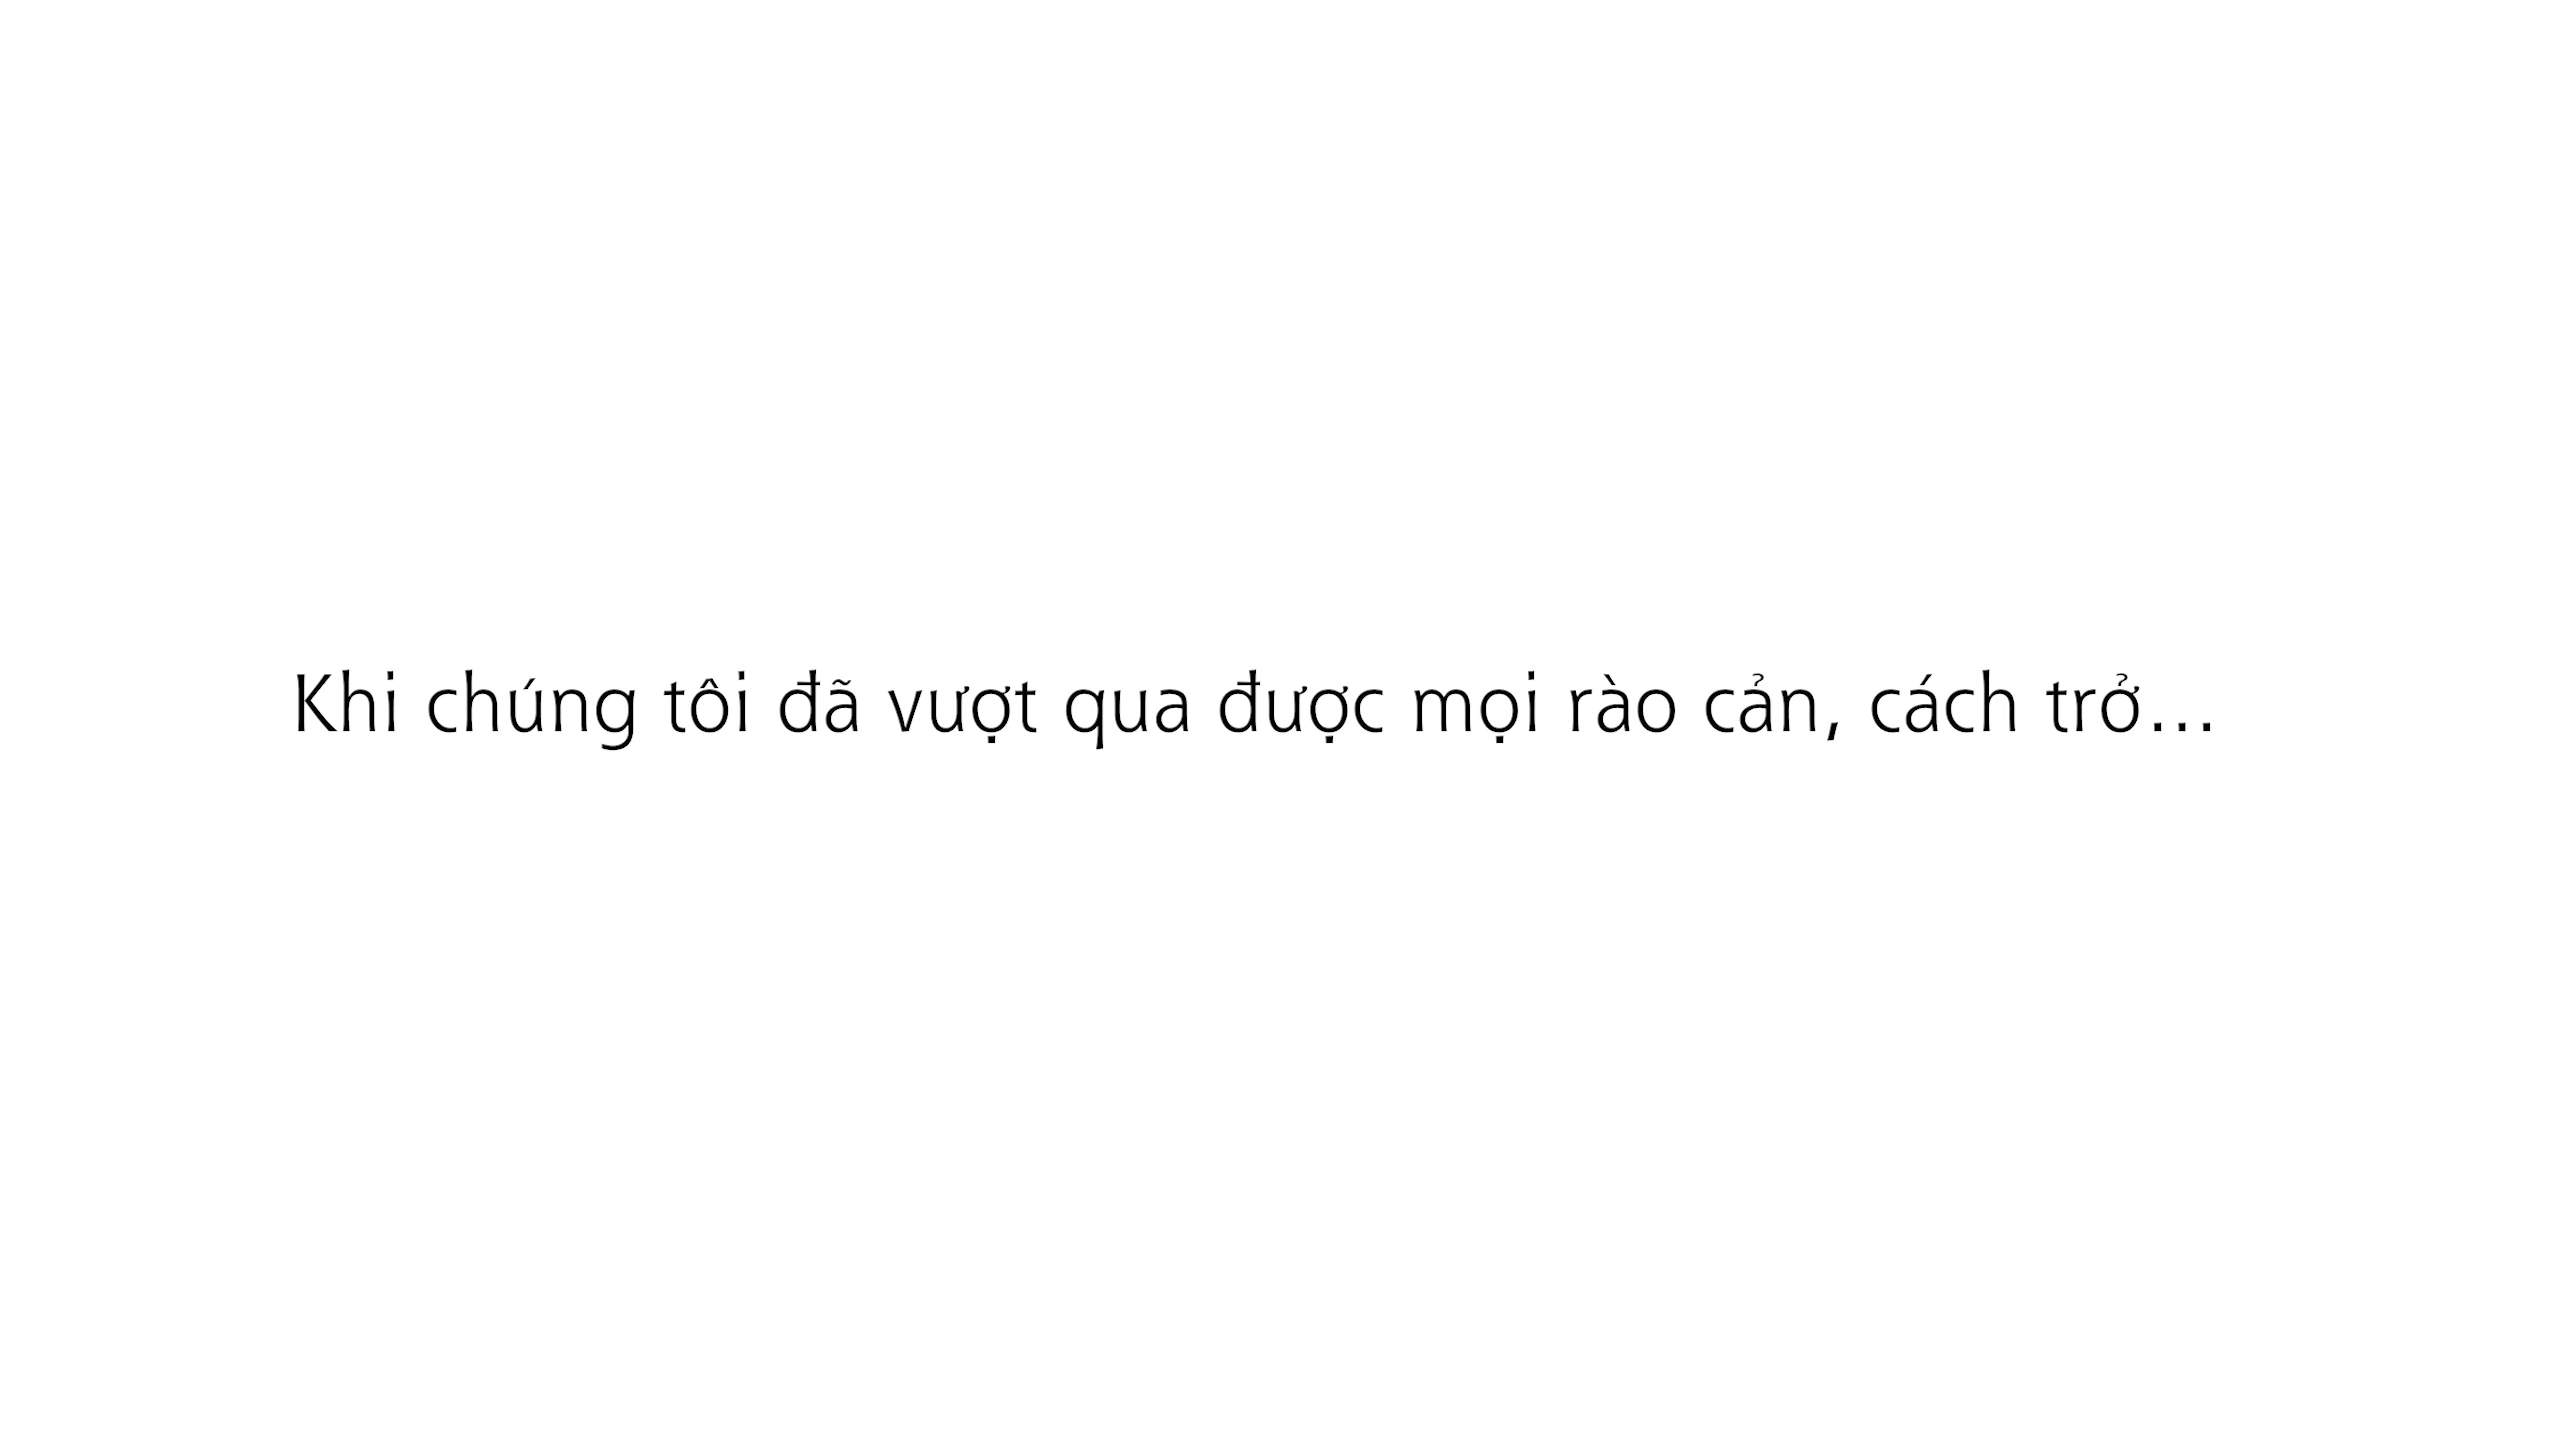 Khi chúng tôi đã vượt qua được mọi rào cản, cách trở...